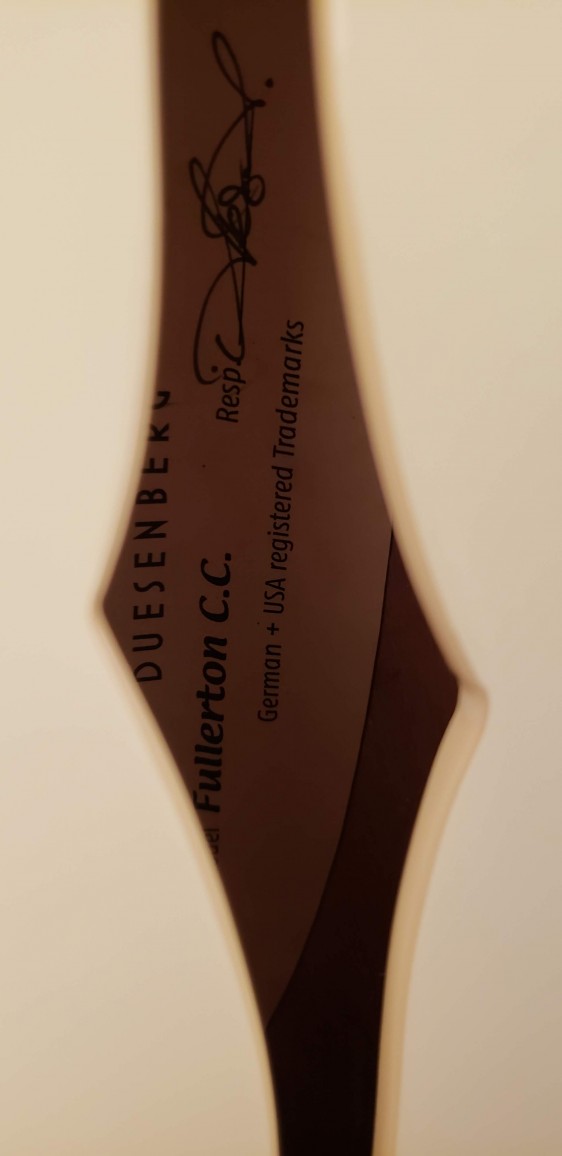 DUESENBERG
Fullerton C.C.
Resp.
German + USA registered Trademarks